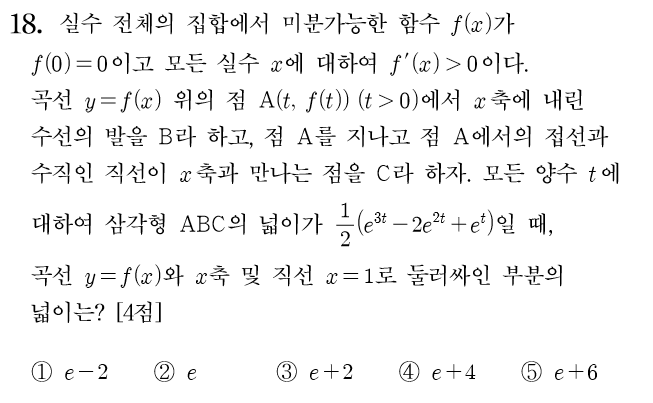 18. 실수 전체의 집합에서 미분가능한 함수 f(x)가
f(0)=0이고 모든 실수 x에 대하여 f′(x)>0이다.
곡선 y=f(x) 위의 점 A(t, f(t)) (t>0)에서 x축에 내린
수선의 발을 B라 하고, 점 A를 지나고 점 A에서의 접선과
수직인 직선이 x축과 만나는 점을 C라 하자. 모든 양수 t에
대하여 삼각형 ABC의 넓이가 1/2(e^{3t}-2e^{2t}+e^{t})일 때,
곡선 y=f(x)와 x축 및 직선 x=1로 둘러싸인 부분의
넓이는? [4점]
① e-2 ② e ③ e+2 ④ e+4 ⑤ e+6